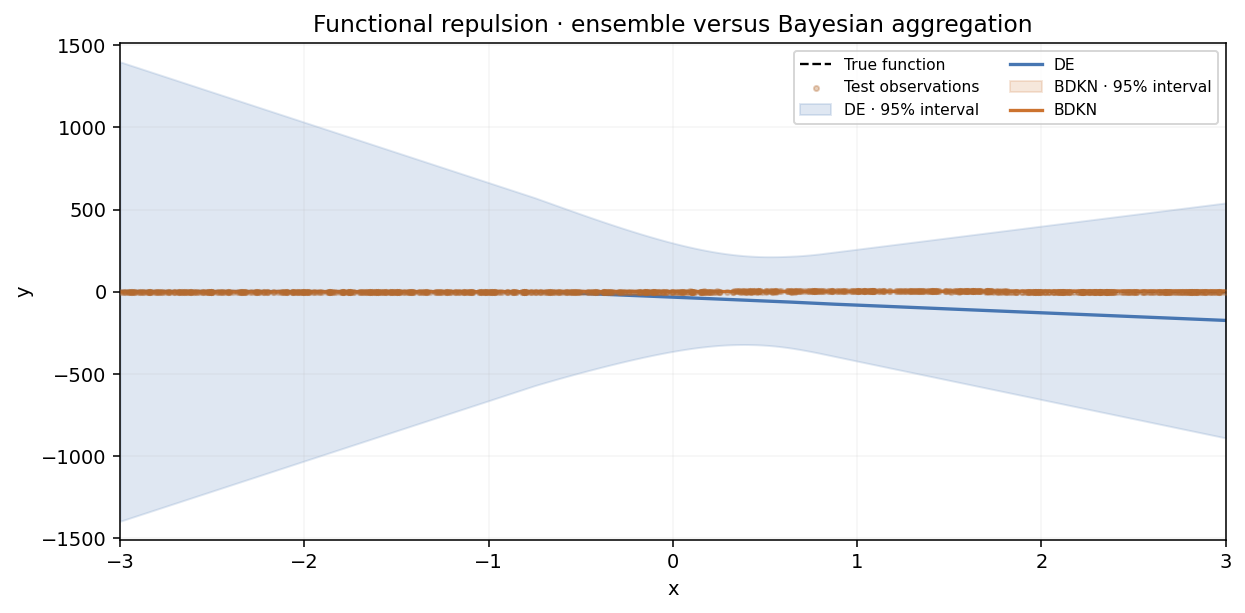 Functional repulsion · ensemble versus Bayesian aggregation
1500
1000
500
0
−500
−1000
−1500
y
True function
Test observations
DE · 95% interval
DE
BDKN · 95% interval
BDKN
−3
−2
−1
0
1
2
3
x